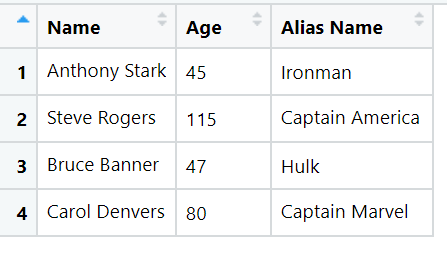 Name Age Alias Name
1 Anthony Stark 45 Ironman
2 Steve Rogers 115 Captain America
3 Bruce Banner 47 Hulk
4 Carol Denvers 80 Captain Marvel